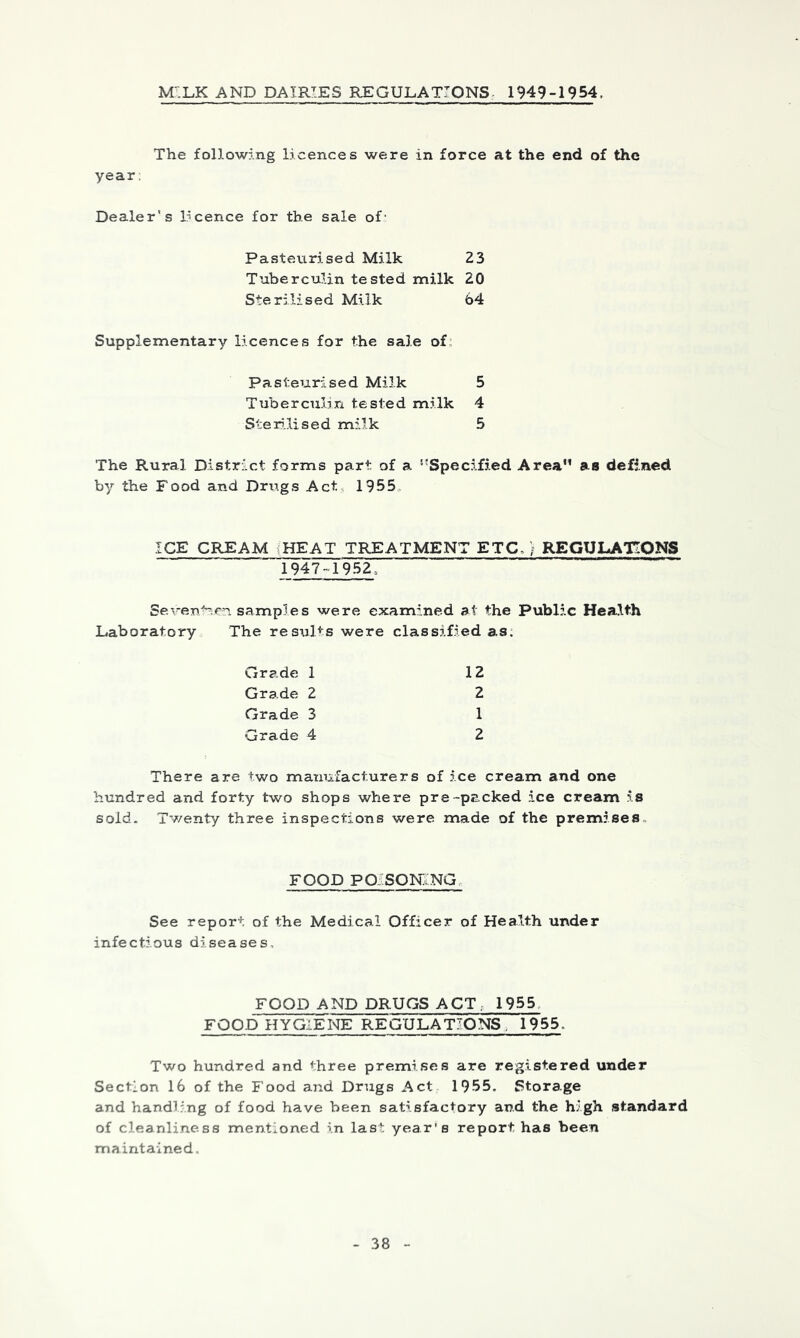 MILK AND DAIRIES REGULATIONS, 1949-1954.
The following licences were in force at the end of the
year:
Dealer's licence for the sale of:
Pasteurised Milk 23
Tuberculin tested milk 20
Sterilised Milk 64
Supplementary licences for the sale of:
Pasteurised Milk 5
Tuberculin tested milk 4
Sterilised milk 5
The Rural District forms part of a "Specified Area" as defined
by the Food and Drugs Act, 1955.
ICE CREAM (HEAT TREATMENT ETC.) REGULATIONS
1947-1952.
Seventeen samples were examined at the Public Health
Laboratory The results were classified as:
Grade 1 12
Grade 2 2
Grade 3 1
Grade 4 2
There are two manufacturers of ice cream and one
hundred and forty two shops where pre-packed ice cream is
sold. Twenty three inspections were made of the premises.
FOOD POISONING.
See report of the Medical Officer of Health under
infectious diseases.
FOOD AND DRUGS ACT, 1955.
FOOD HYGIENE REGULATIONS, 1955.
Two hundred and three premises are registered under
Section 16 of the Food and Drugs Act 1955. Storage
and handling of food have been satisfactory and the high standard
of cleanliness mentioned in last year's report has been
maintained.
- 38 -